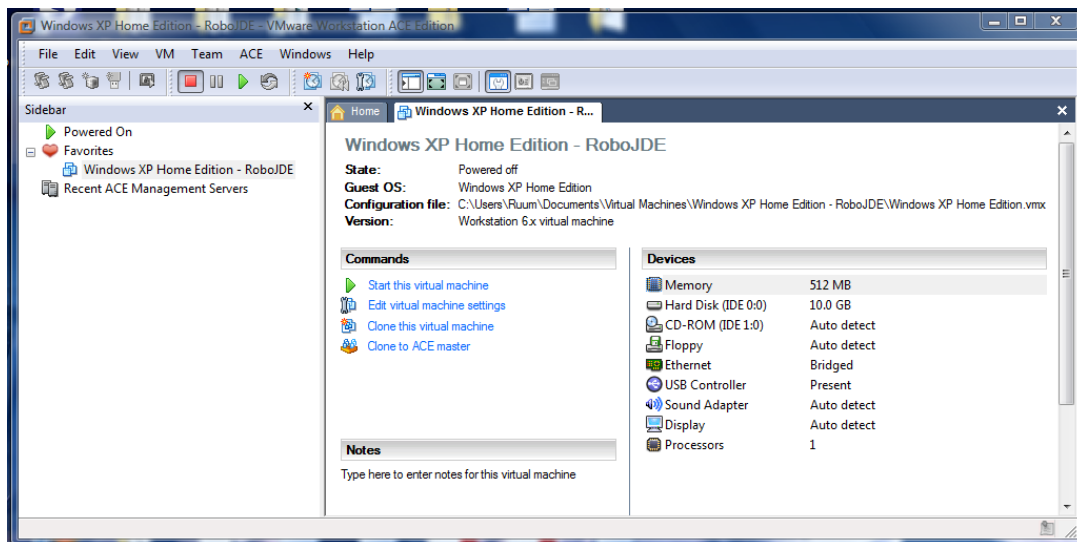 Windows XP Home Edition - RoboJDE - VMware Workstation ACE Edition
File Edit View VM Team ACE Windows Help
Sidebar
Powered On
Favorites
Windows XP Home Edition - RoboJDE
Recent ACE Management Servers
Home
Windows XP Home Edition - R...
Windows XP Home Edition - RoboJDE
State: Powered off
Guest OS: Windows XP Home Edition
Configuration file: C:\Users\Ruum\Documents\Virtual Machines\Windows XP Home Edition - RoboJDE\Windows XP Home Edition.vmx
Version: Workstation 6.x virtual machine
Commands
Start this virtual machine
Edit virtual machine settings
Clone this virtual machine
Clone to ACE master
Notes
Type here to enter notes for this virtual machine
Devices
Memory 512 MB
Hard Disk (IDE 0:0) 10.0 GB
CD-ROM (IDE 1:0) Auto detect
Floppy Auto detect
Ethernet Bridged
USB Controller Present
Sound Adapter Auto detect
Display Auto detect
Processors 1